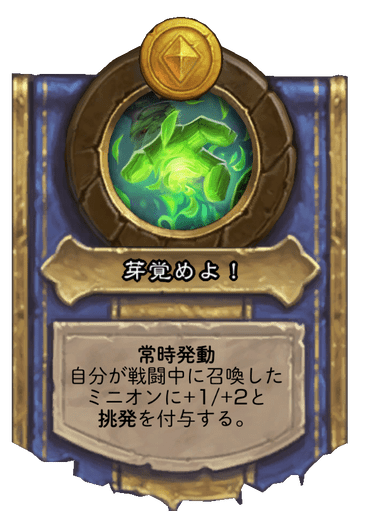 芽覚めよ！
常時発動
自分が戦闘中に召喚した
ミニオンに+1/+2と
挑発を付与する。